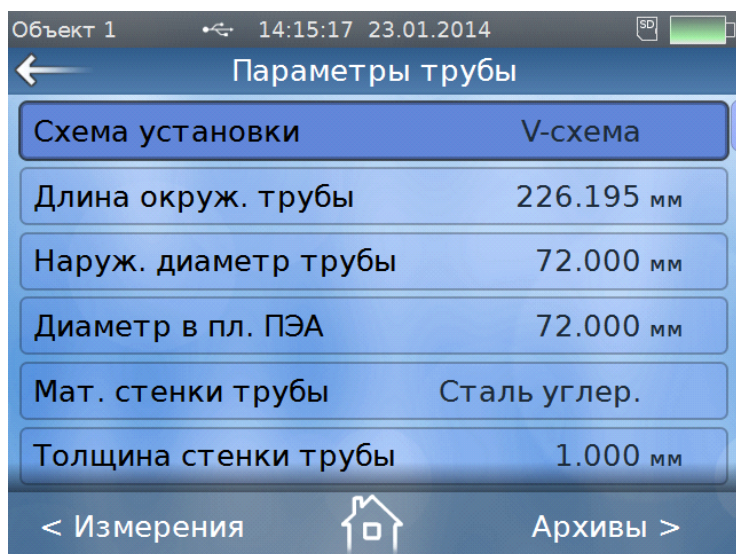 Объект 1 14:15:17 23.01.2014 SD
Параметры трубы
Схема установки V-схема
Длина окруж. трубы 226.195 мм
Наруж. диаметр трубы 72.000 мм
Диаметр в пл. ПЭА 72.000 мм
Мат. стенки трубы Сталь углер.
Толщина стенки трубы 1.000 мм
< Измерения Архивы >